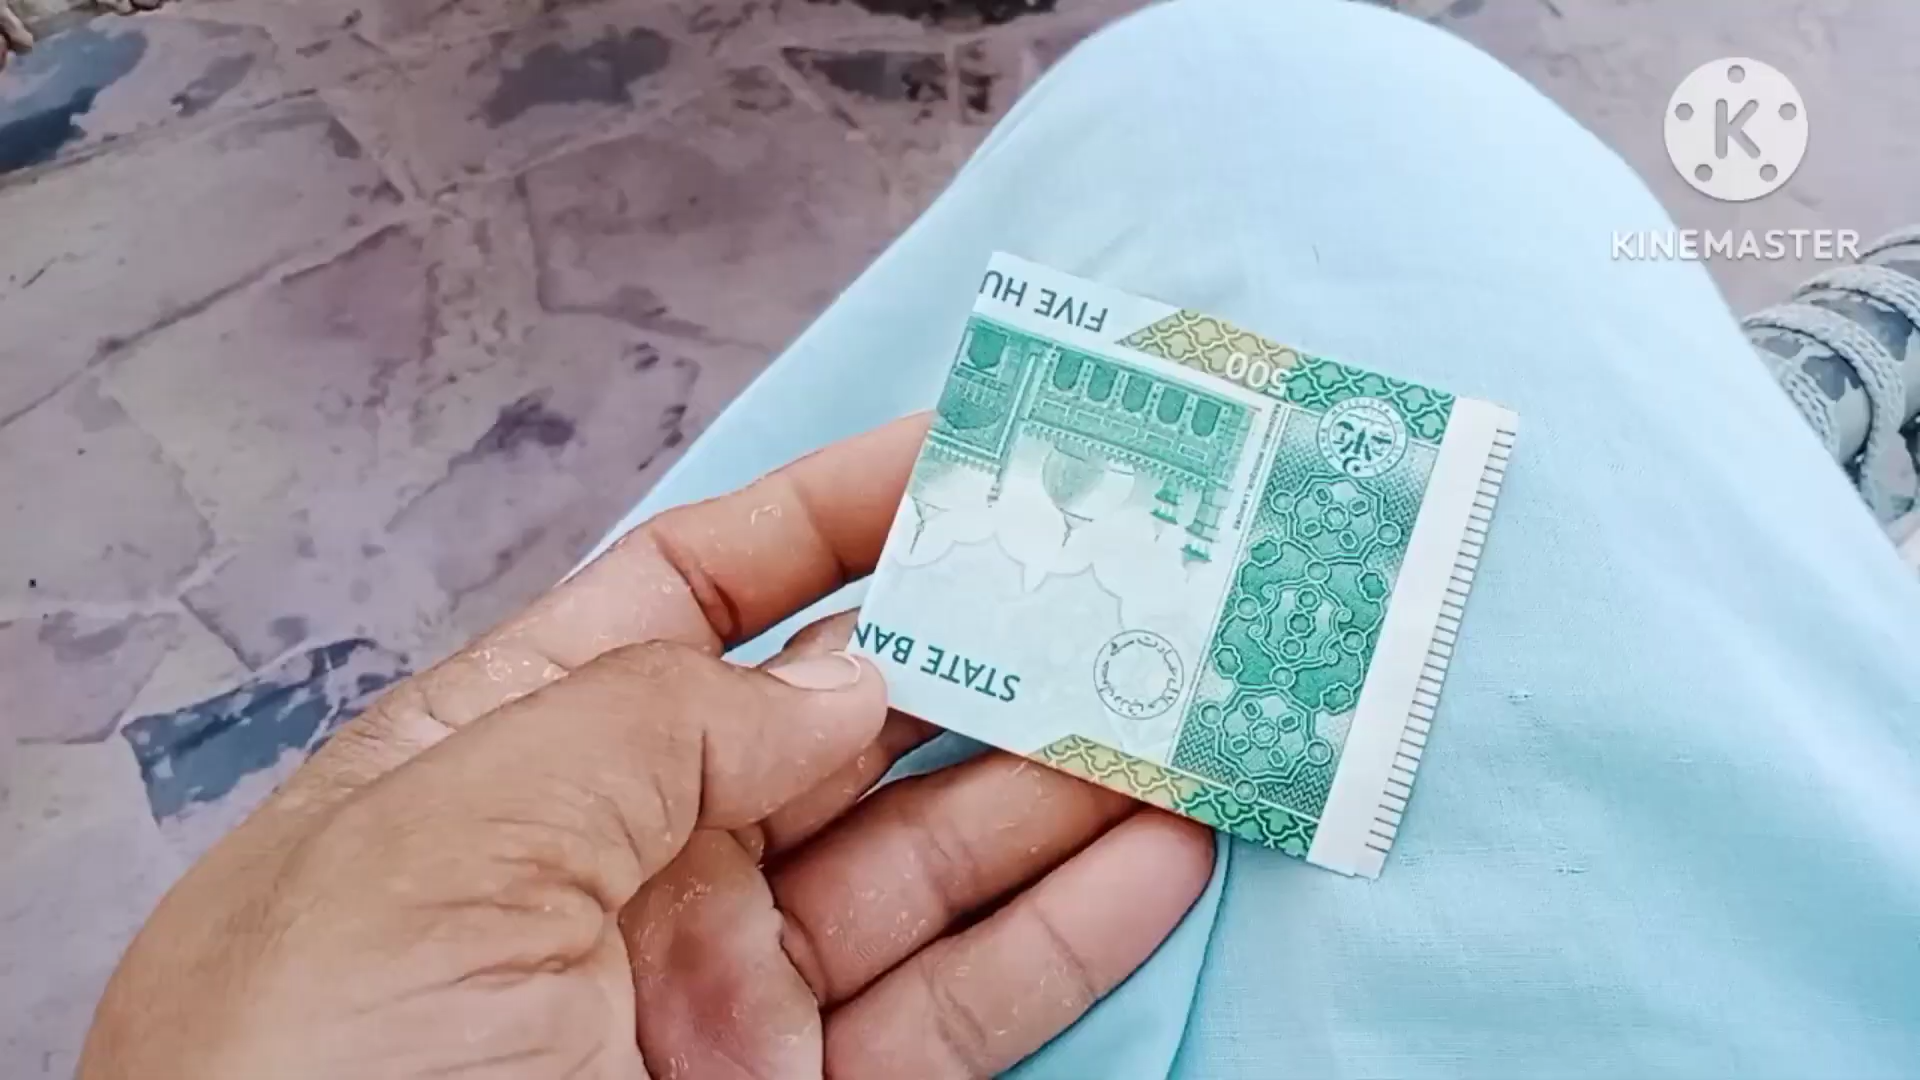 FIVE HU
500
STATE BAN
K
KINEMASTER